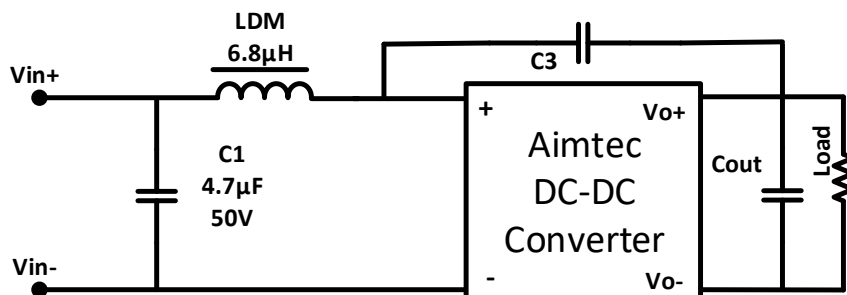 LDM
6.8µH
Vin+
C3
+
Vo+
Aimtec
DC-DC
Converter
C1
4.7µF
50V
Cout
Load
Vin-
-
Vo-